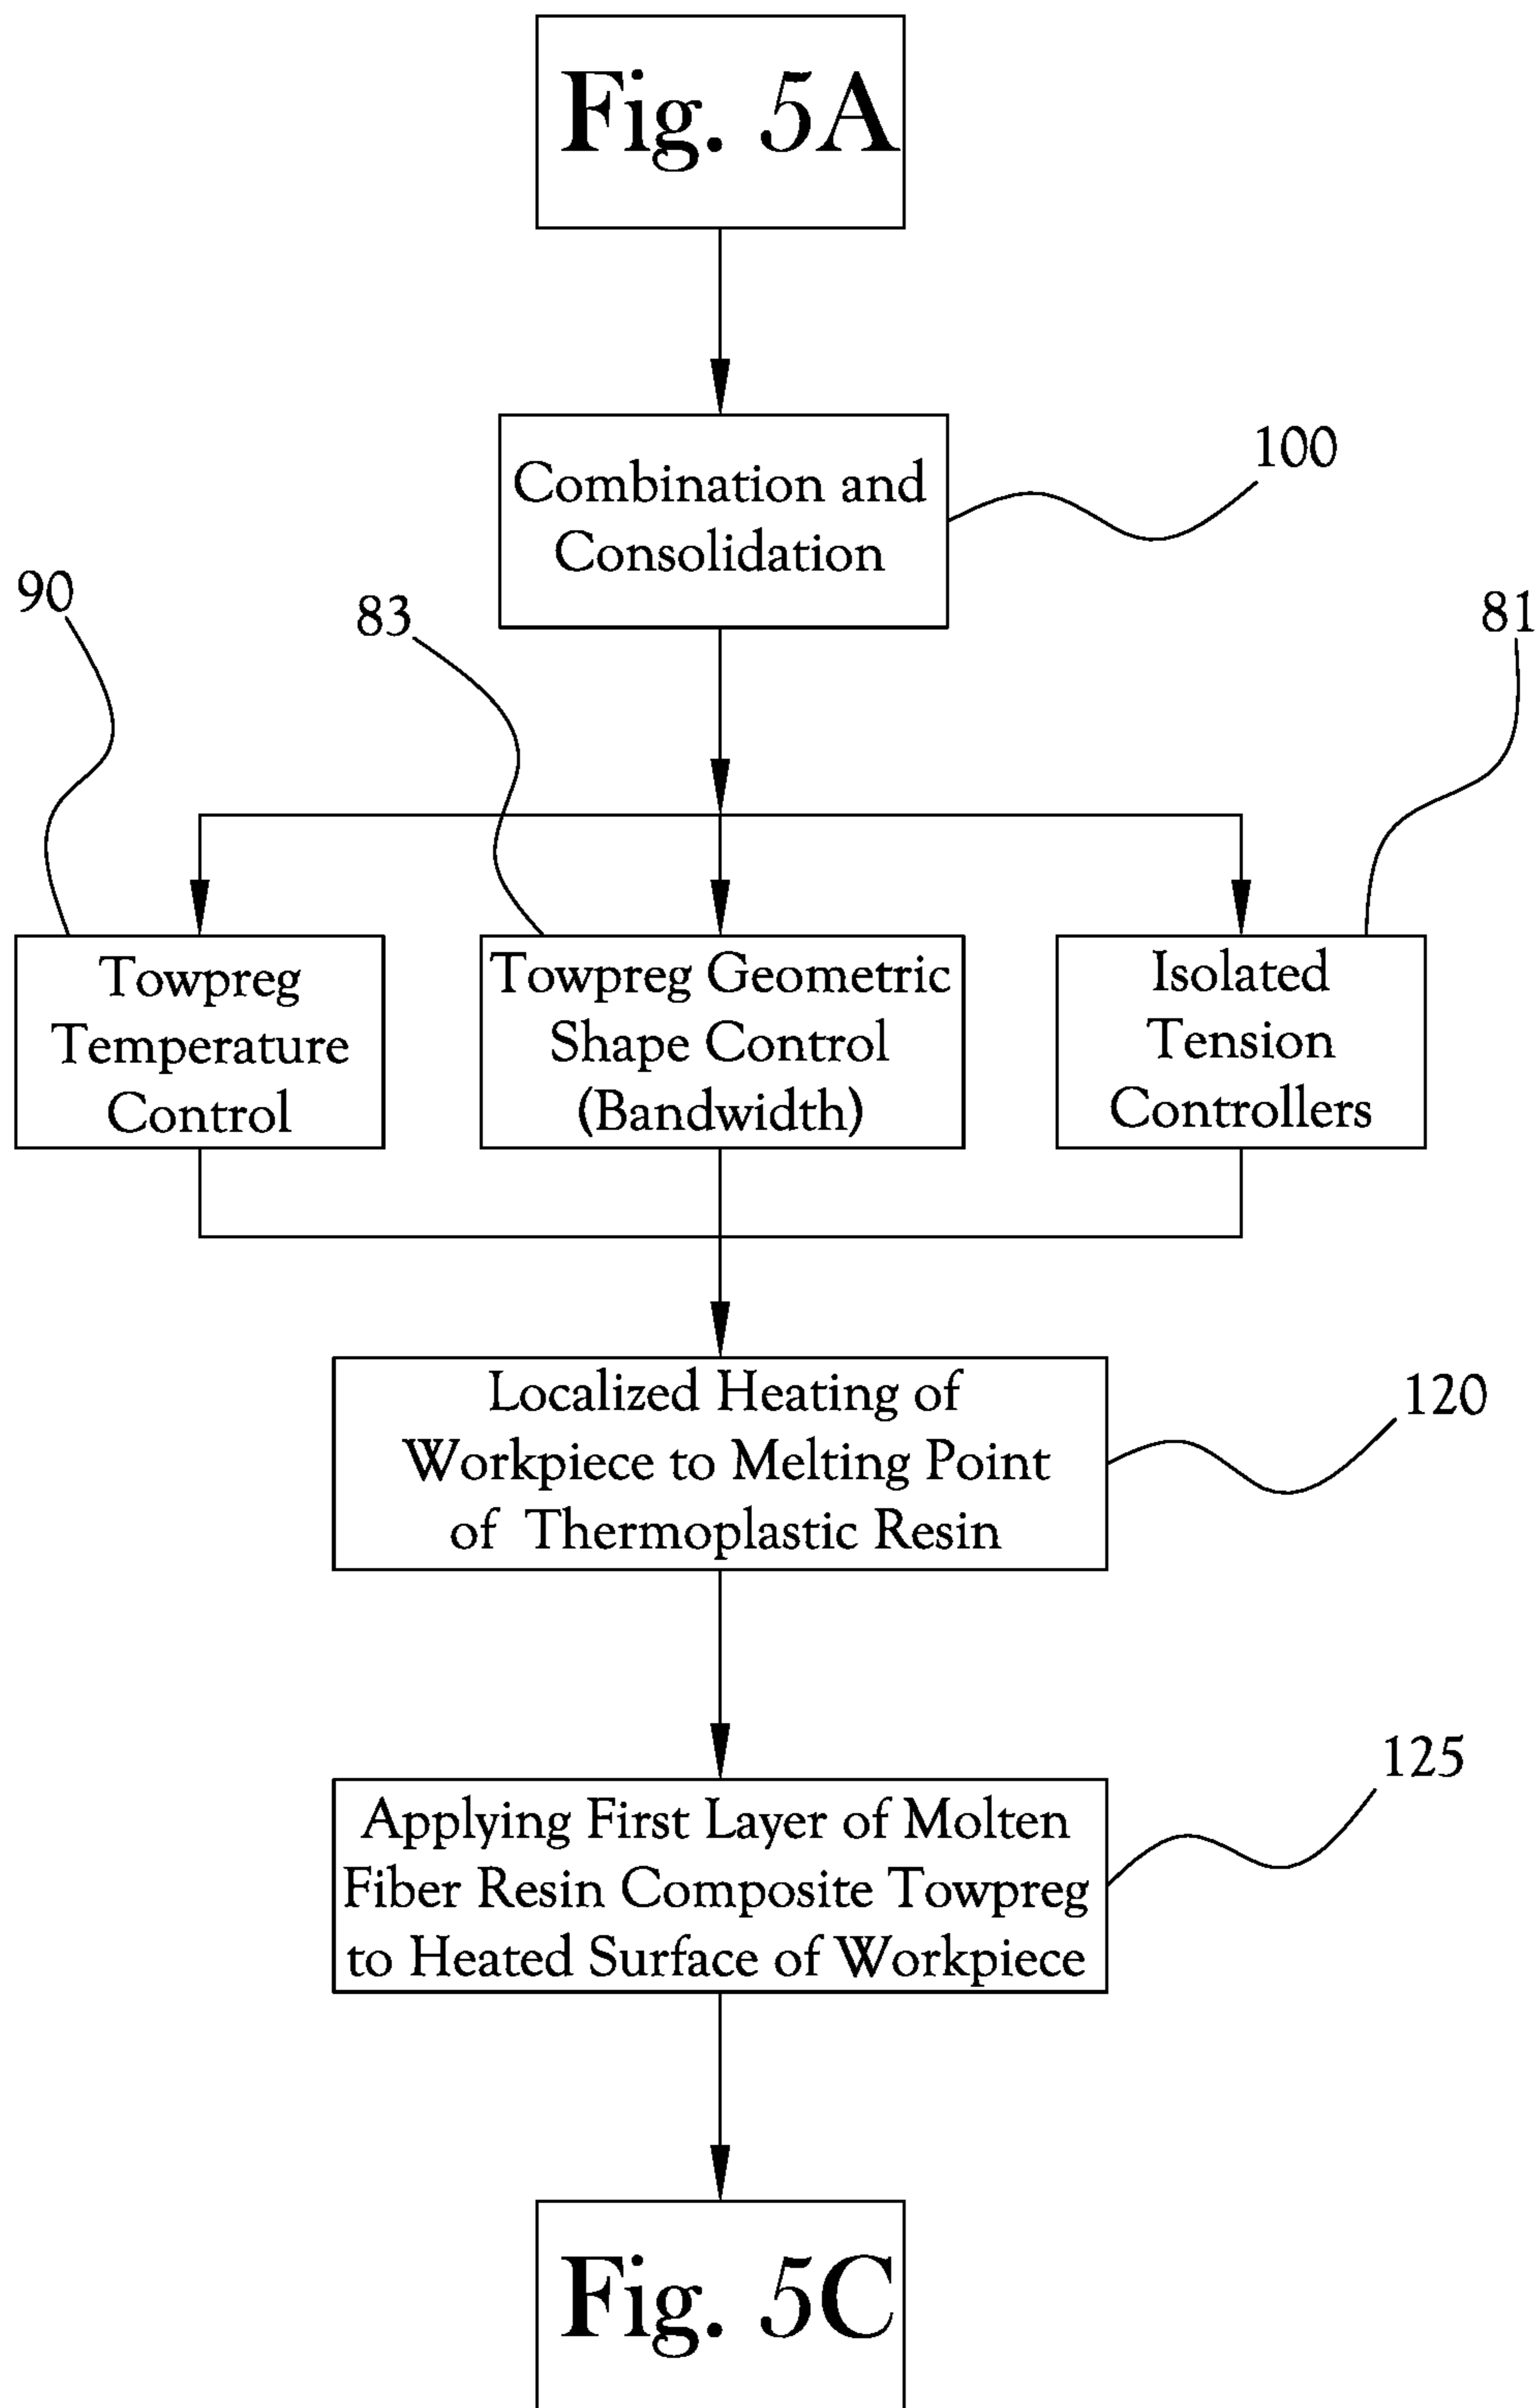 Fig. 5A
100
Combination and
Consolidation
90
83
81
Towpreg
Temperature
Control
Towpreg Geometric
Shape Control
(Bandwidth)
Isolated
Tension
Controllers
120
Localized Heating of
Workpiece to Melting Point
of Thermoplastic Resin
125
Applying First Layer of Molten
Fiber Resin Composite Towpreg
to Heated Surface of Workpiece
Fig. 5C